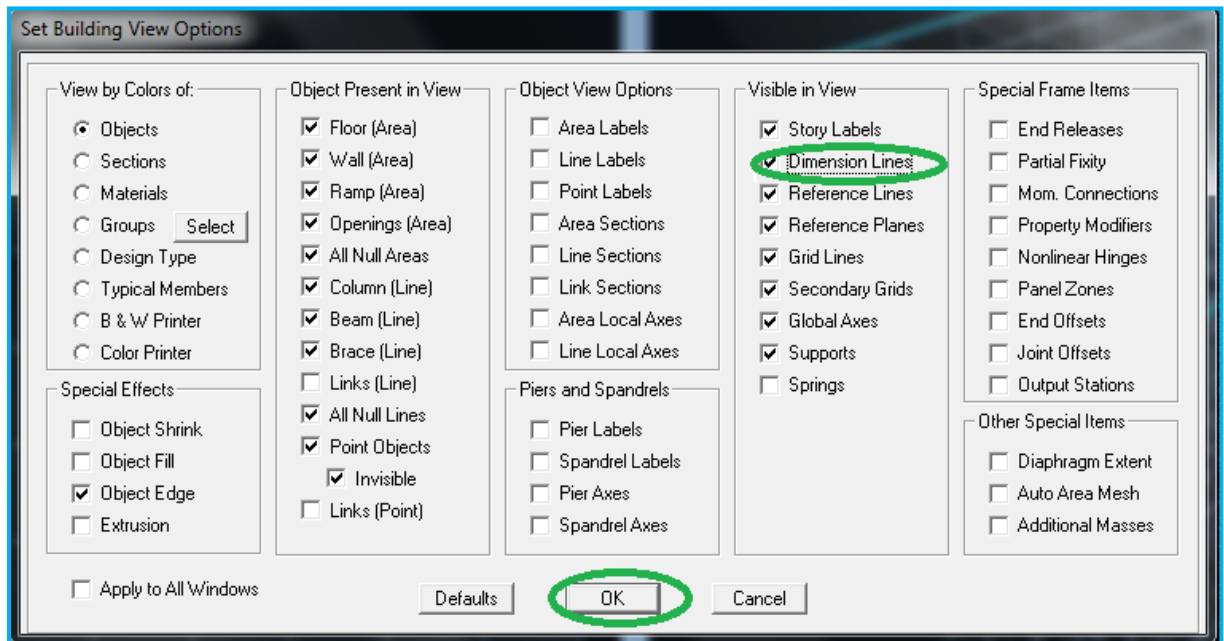 Set Building View Options
View by Colors of:
Objects
Sections
Materials
Groups
Select
Design Type
Typical Members
B & W Printer
Color Printer
Special Effects
Object Shrink
Object Fill
Object Edge
Extrusion
Object Present in View
Floor (Area)
Wall (Area)
Ramp (Area)
Openings (Area)
All Null Areas
Column (Line)
Beam (Line)
Brace (Line)
Links (Line)
All Null Lines
Point Objects
Invisible
Links (Point)
Object View Options
Area Labels
Line Labels
Point Labels
Area Sections
Line Sections
Link Sections
Area Local Axes
Line Local Axes
Piers and Spandrels
Pier Labels
Spandrel Labels
Pier Axes
Spandrel Axes
Visible in View
Story Labels
Dimension Lines
Reference Lines
Reference Planes
Grid Lines
Secondary Grids
Global Axes
Supports
Springs
Special Frame Items
End Releases
Partial Fixity
Mom. Connections
Property Modifiers
Nonlinear Hinges
Panel Zones
End Offsets
Joint Offsets
Output Stations
Other Special Items
Diaphragm Extent
Auto Area Mesh
Additional Masses
Apply to All Windows
Defaults
OK
Cancel